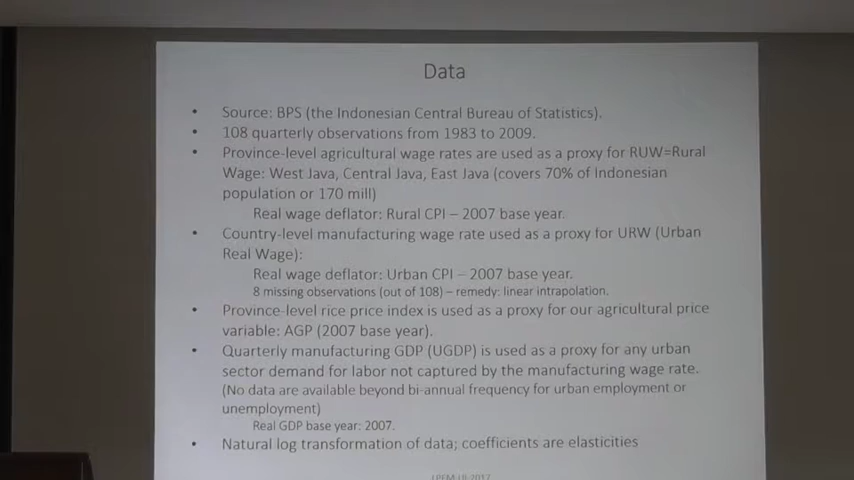 Data
• Source: BPS (the Indonesian Central Bureau of Statistics).
• 108 quarterly observations from 1983 to 2009.
• Province-level agricultural wage rates are used as a proxy for RUW=Rural
Wage: West Java, Central Java, East Java (covers 70% of Indonesian
population or 170 mill)
Real wage deflator: Rural CPI – 2007 base year.
• Country-level manufacturing wage rate used as a proxy for URW (Urban
Real Wage):
Real wage deflator: Urban CPI – 2007 base year.
8 missing observations (out of 108) – remedy: linear intrapolation.
• Province-level rice price index is used as a proxy for our agricultural price
variable: AGP (2007 base year).
• Quarterly manufacturing GDP (UGDP) is used as a proxy for any urban
sector demand for labor not captured by the manufacturing wage rate.
(No data are available beyond bi-annual frequency for urban employment or
unemployment)
Real GDP base year: 2007.
• Natural log transformation of data; coefficients are elasticities
2017